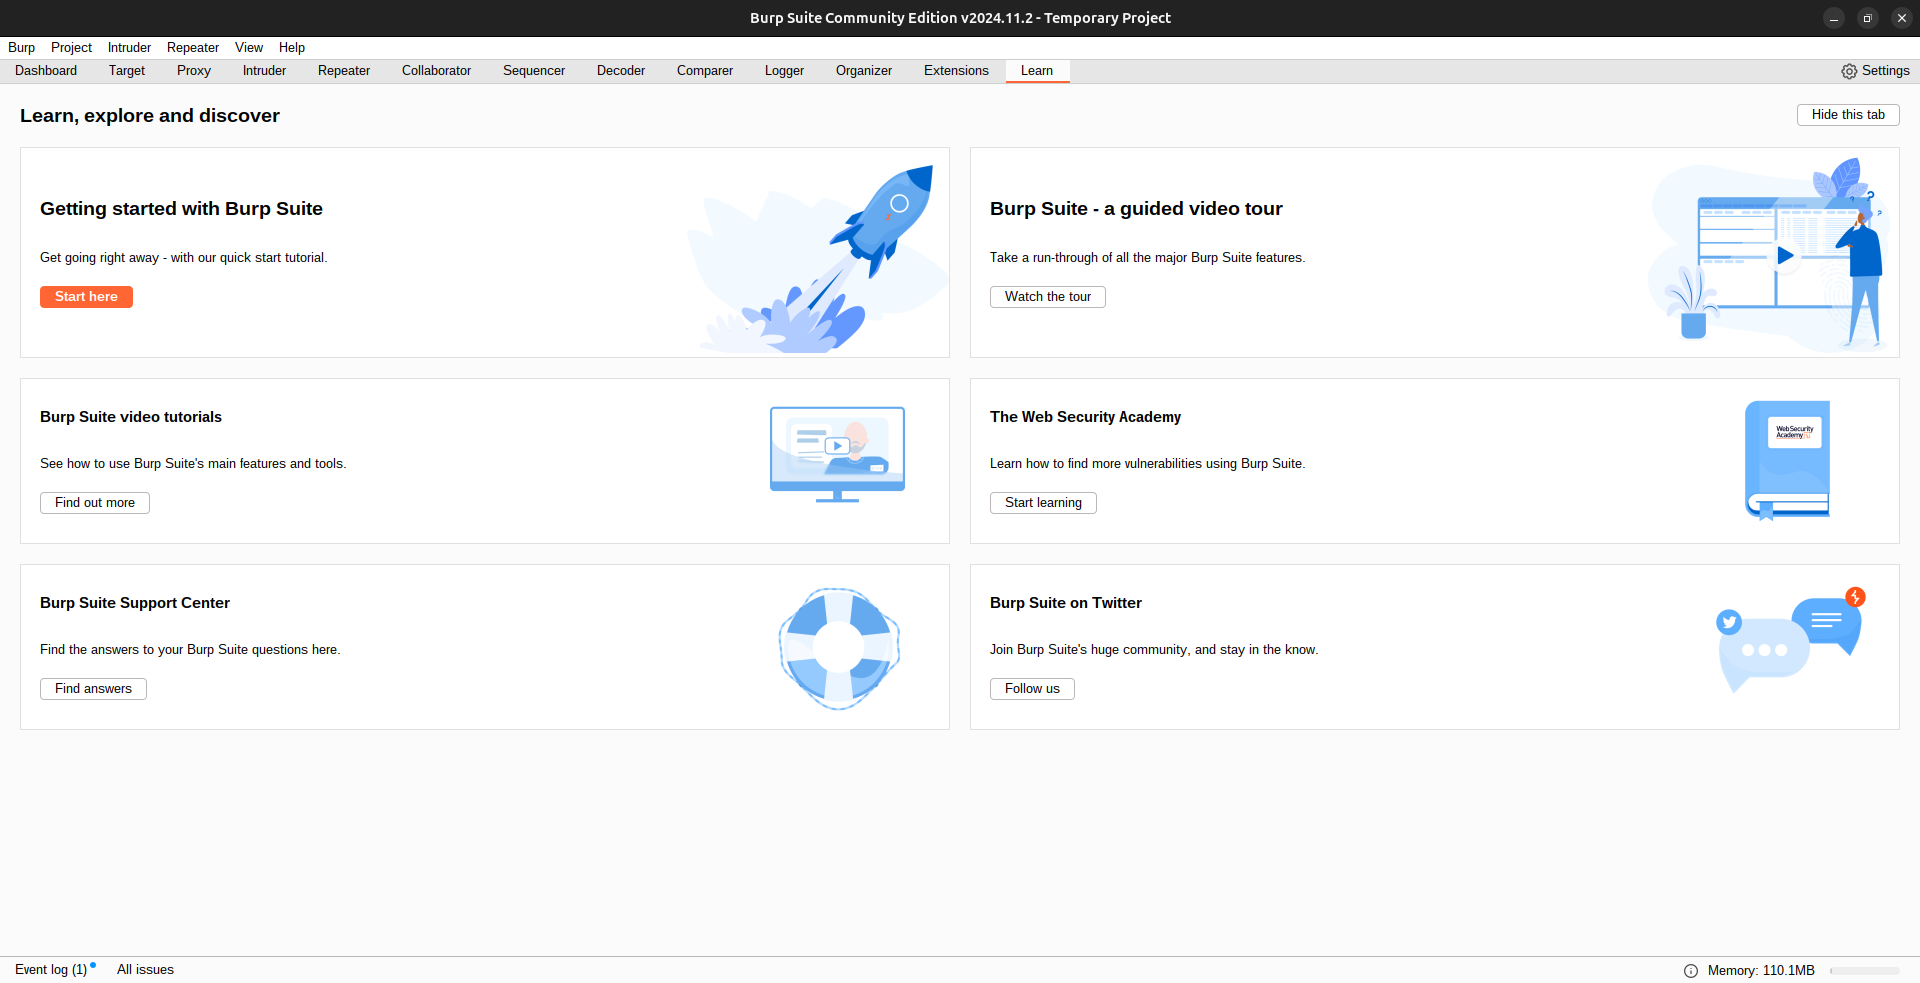 Burp Suite Community Edition v2024.11.2 - Temporary Project
Burp Project Intruder Repeater View Help
Dashboard Target Proxy Intruder Repeater Collaborator Sequencer Decoder Comparer Logger Organizer Extensions Learn Settings
Learn, explore and discover
Hide this tab
Getting started with Burp Suite
Get going right away - with our quick start tutorial.
Start here
Burp Suite - a guided video tour
Take a run-through of all the major Burp Suite features.
Watch the tour
? ? ?
Burp Suite video tutorials
See how to use Burp Suite's main features and tools.
Find out more
The Web Security Academy
Learn how to find more vulnerabilities using Burp Suite.
Start learning
WebSecurity
Academy
Burp Suite Support Center
Find the answers to your Burp Suite questions here.
Find answers
Burp Suite on Twitter
Join Burp Suite's huge community, and stay in the know.
Follow us
Event log (1) All issues
Memory: 110.1MB